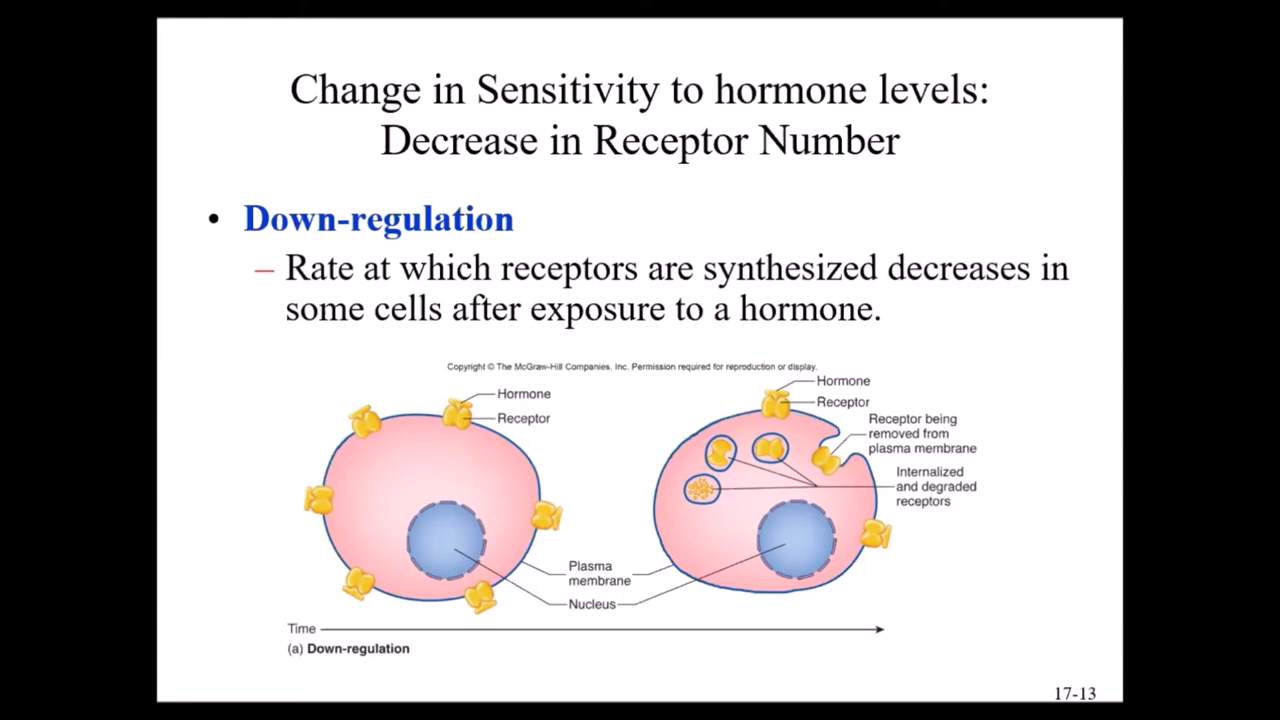 Change in Sensitivity to hormone levels:
Decrease in Receptor Number
• Down-regulation
– Rate at which receptors are synthesized decreases in
some cells after exposure to a hormone.
Copyright © The McGraw-Hill Companies, Inc. Permission required for reproduction or display.
Hormone
Receptor
Hormone
Receptor
Receptor being
removed from
plasma membrane
Internalized
and degraded
receptors
Plasma
membrane
Nucleus
Time
(a) Down-regulation
17-13